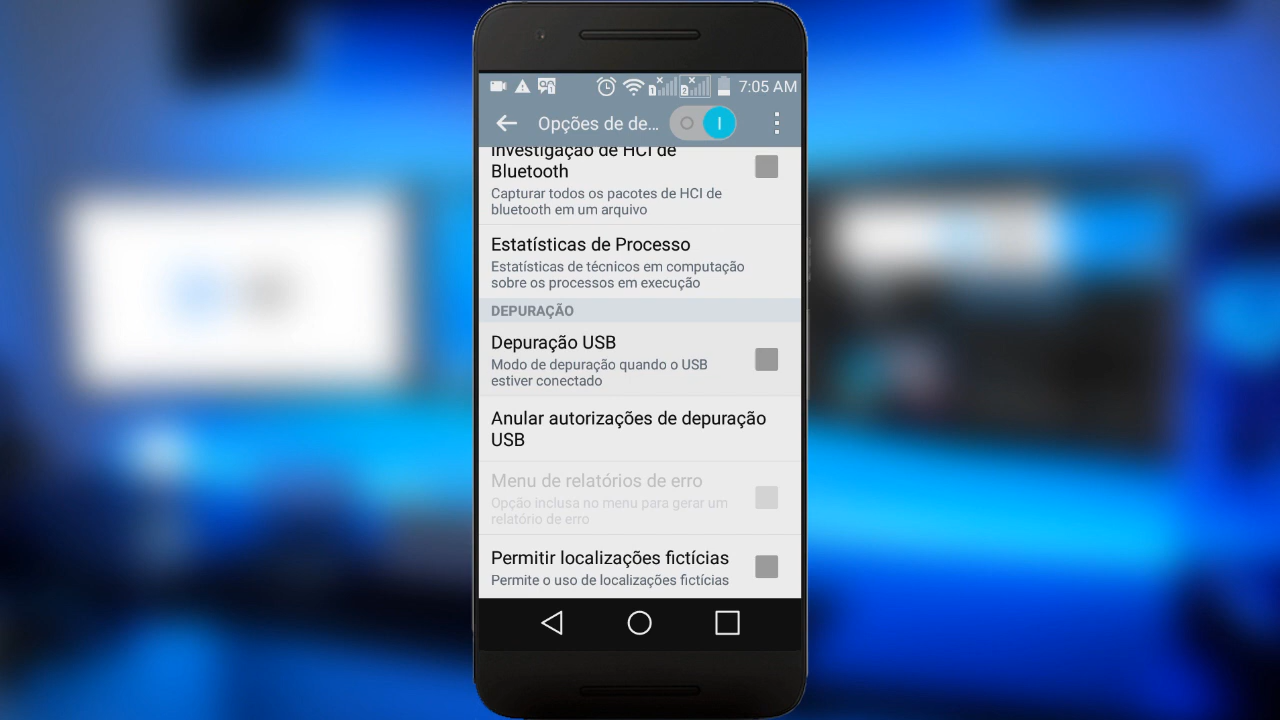 7:05 AM
Opções de de...
Investigação de HCI de
Bluetooth
Capturar todos os pacotes de HCI de
bluetooth em um arquivo
Estatísticas de Processo
Estatísticas de técnicos em computação
sobre os processos em execução
DEPURAÇÃO
Depuração USB
Modo de depuração quando o USB
estiver conectado
Anular autorizações de depuração
USB
Menu de relatórios de erro
Opção inclusa no menu para gerar um
relatório de erro
Permitir localizações fictícias
Permite o uso de localizações fictícias